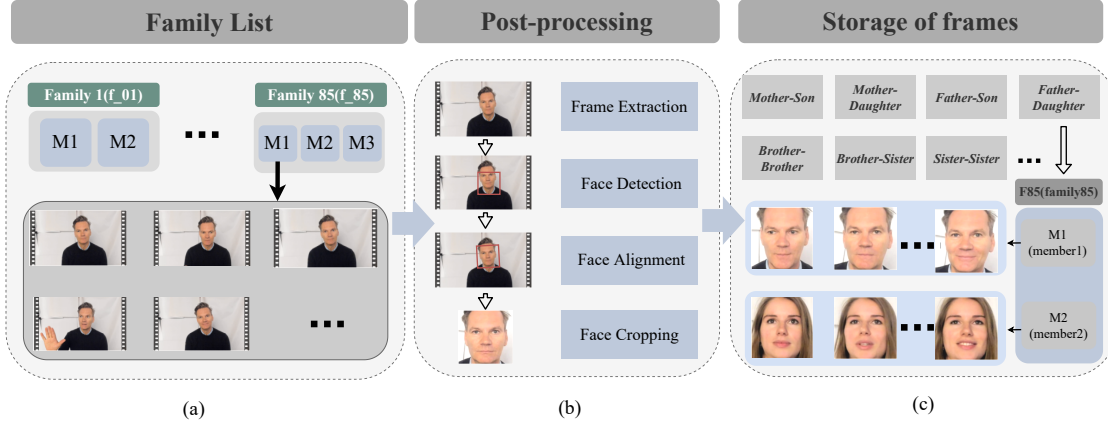 Family List
Post-processing
Storage of frames
Family 1(f_01)
Family 85(f_85)
M1
M2
...
M1
M2
M3
...
Frame Extraction
Face Detection
Face Alignment
Face Cropping
Mother-Son
Mother-
Daughter
Father-Son
Father-
Daughter
Brother-
Brother
Brother-Sister
Sister-Sister
...
F85(family85)
...
M1
(member1)
...
M2
(member2)
(a)
(b)
(c)